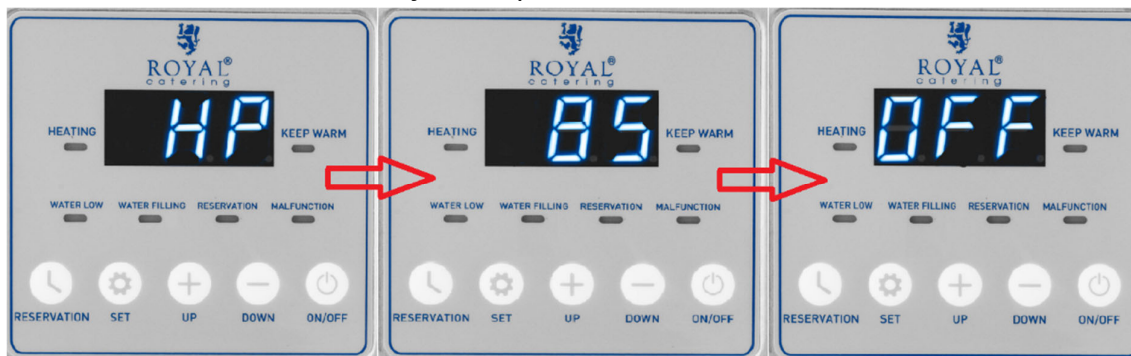 ROYAL®
catering
HP
HEATING
KEEP WARM
WATER LOW WATER FILLING RESERVATION MALFUNCTION
RESERVATION SET UP DOWN ON/OFF
ROYAL®
catering
85
HEATING
KEEP WARM
WATER LOW WATER FILLING RESERVATION MALFUNCTION
RESERVATION SET UP DOWN ON/OFF
ROYAL®
catering
OFF
HEATING
KEEP WARM
WATER LOW WATER FILLING RESERVATION MALFUNCTION
RESERVATION SET UP DOWN ON/OFF